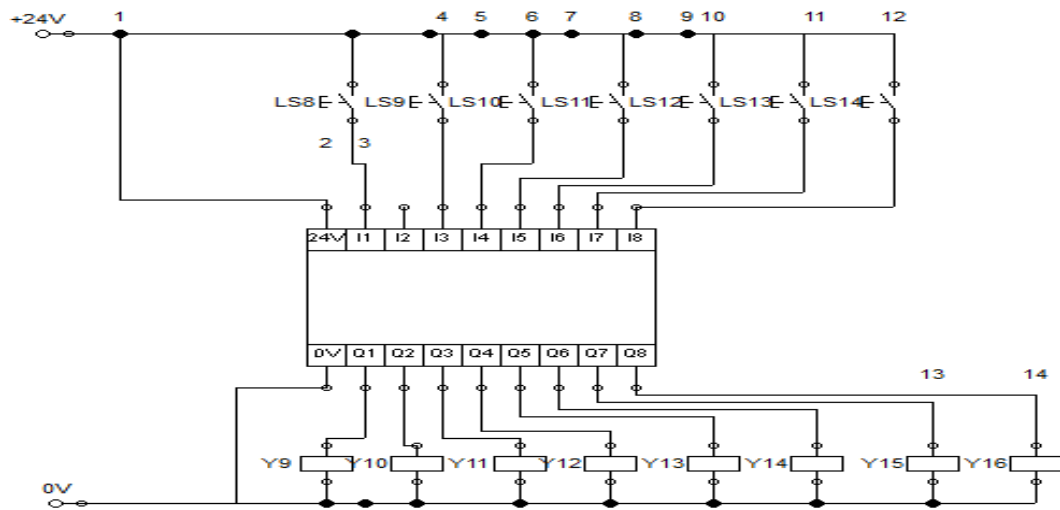 +24V 1 4 5 6 7 8 9 10 11 12
LS8 LS9 LS10 LS11 LS12 LS13 LS14
2 3
24V I1 I2 I3 I4 I5 I6 I7 I8
0V Q1 Q2 Q3 Q4 Q5 Q6 Q7 Q8
13 14
Y9 Y10 Y11 Y12 Y13 Y14 Y15 Y16
0V